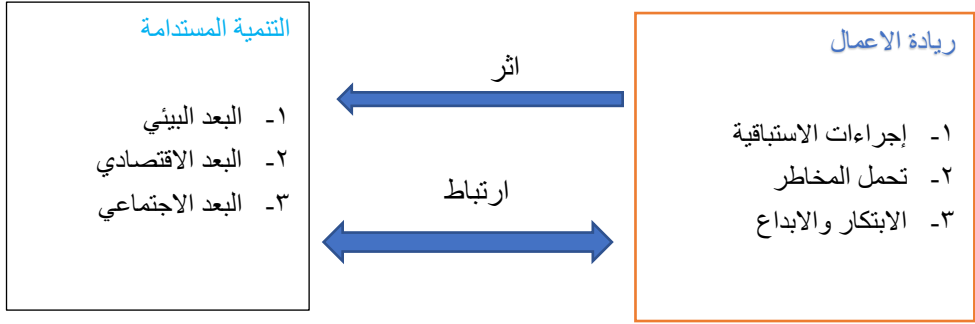 ريادة الاعمال
١- إجراءات الاستباقية
٢- تحمل المخاطر
٣- الابتكار والابداع
اثر
ارتباط
التنمية المستدامة
١- البعد البيئي
٢- البعد الاقتصادي
٣- البعد الاجتماعي